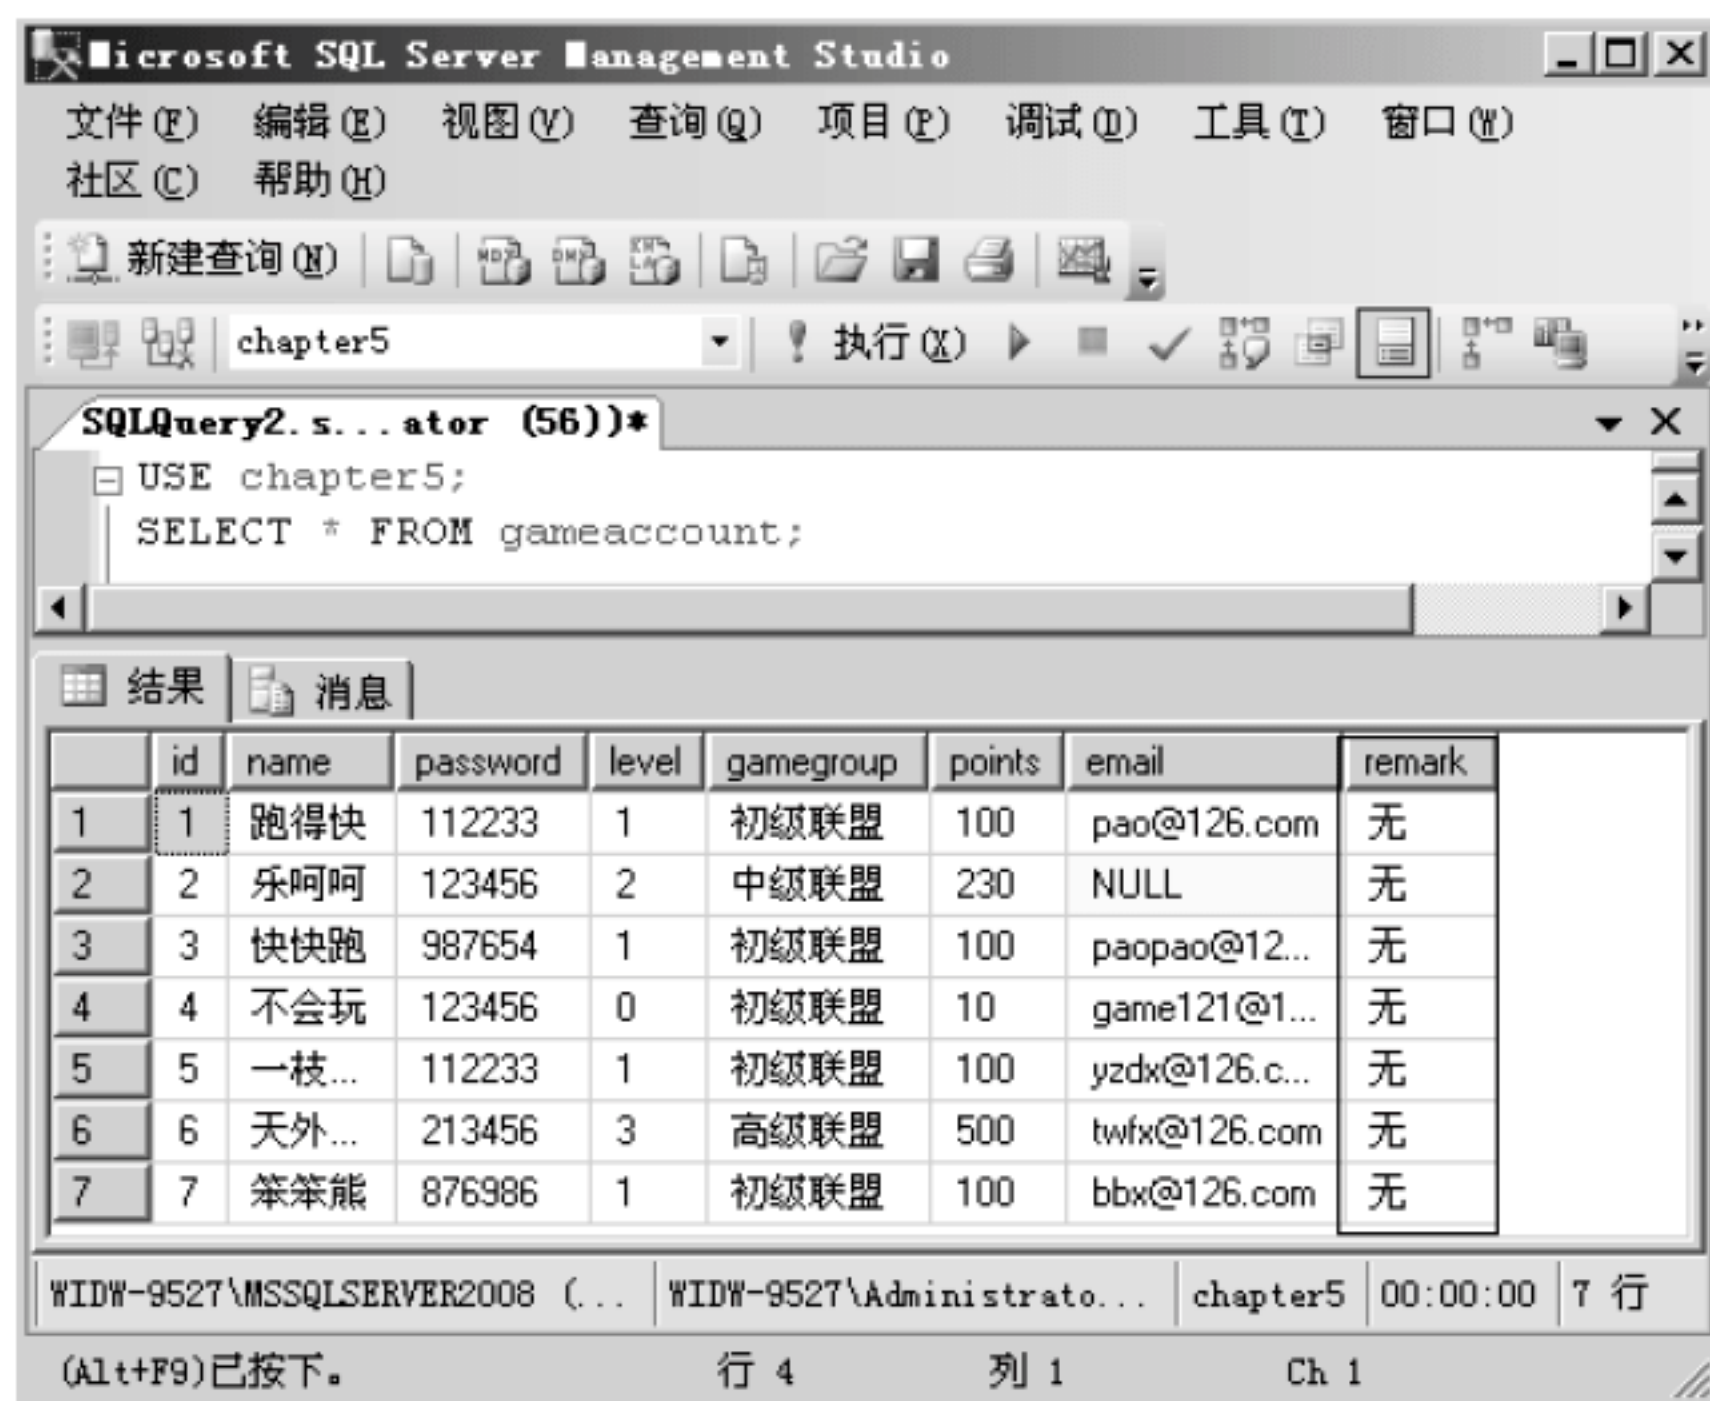 Microsoft SQL Server Management Studio
文件(F) 编辑(E) 视图(V) 查询(Q) 项目(P) 调试(D) 工具(T) 窗口(W)
社区(C) 帮助(H)
新建查询(N)
chapter5 执行(X)
SQLQuery2.s...ator (56))*
USE chapter5;
SELECT * FROM gameaccount;
结果 消息
id name password level gamegroup points email remark
1 1 跑得快 112233 1 初级联盟 100 pao@126.com 无
2 2 乐呵呵 123456 2 中级联盟 230 NULL 无
3 3 快快跑 987654 1 初级联盟 100 paopao@12... 无
4 4 不会玩 123456 0 初级联盟 10 game121@1... 无
5 5 一枝... 112233 1 初级联盟 100 yzdx@126.c... 无
6 6 天外... 213456 3 高级联盟 500 twfx@126.com 无
7 7 笨笨熊 876986 1 初级联盟 100 bbx@126.com 无
WIDW-9527\MSSQLSERVER2008 (... WIDW-9527\Administrato... chapter5 00:00:00 7 行
(Alt+F9)已按下。 行 4 列 1 Ch 1